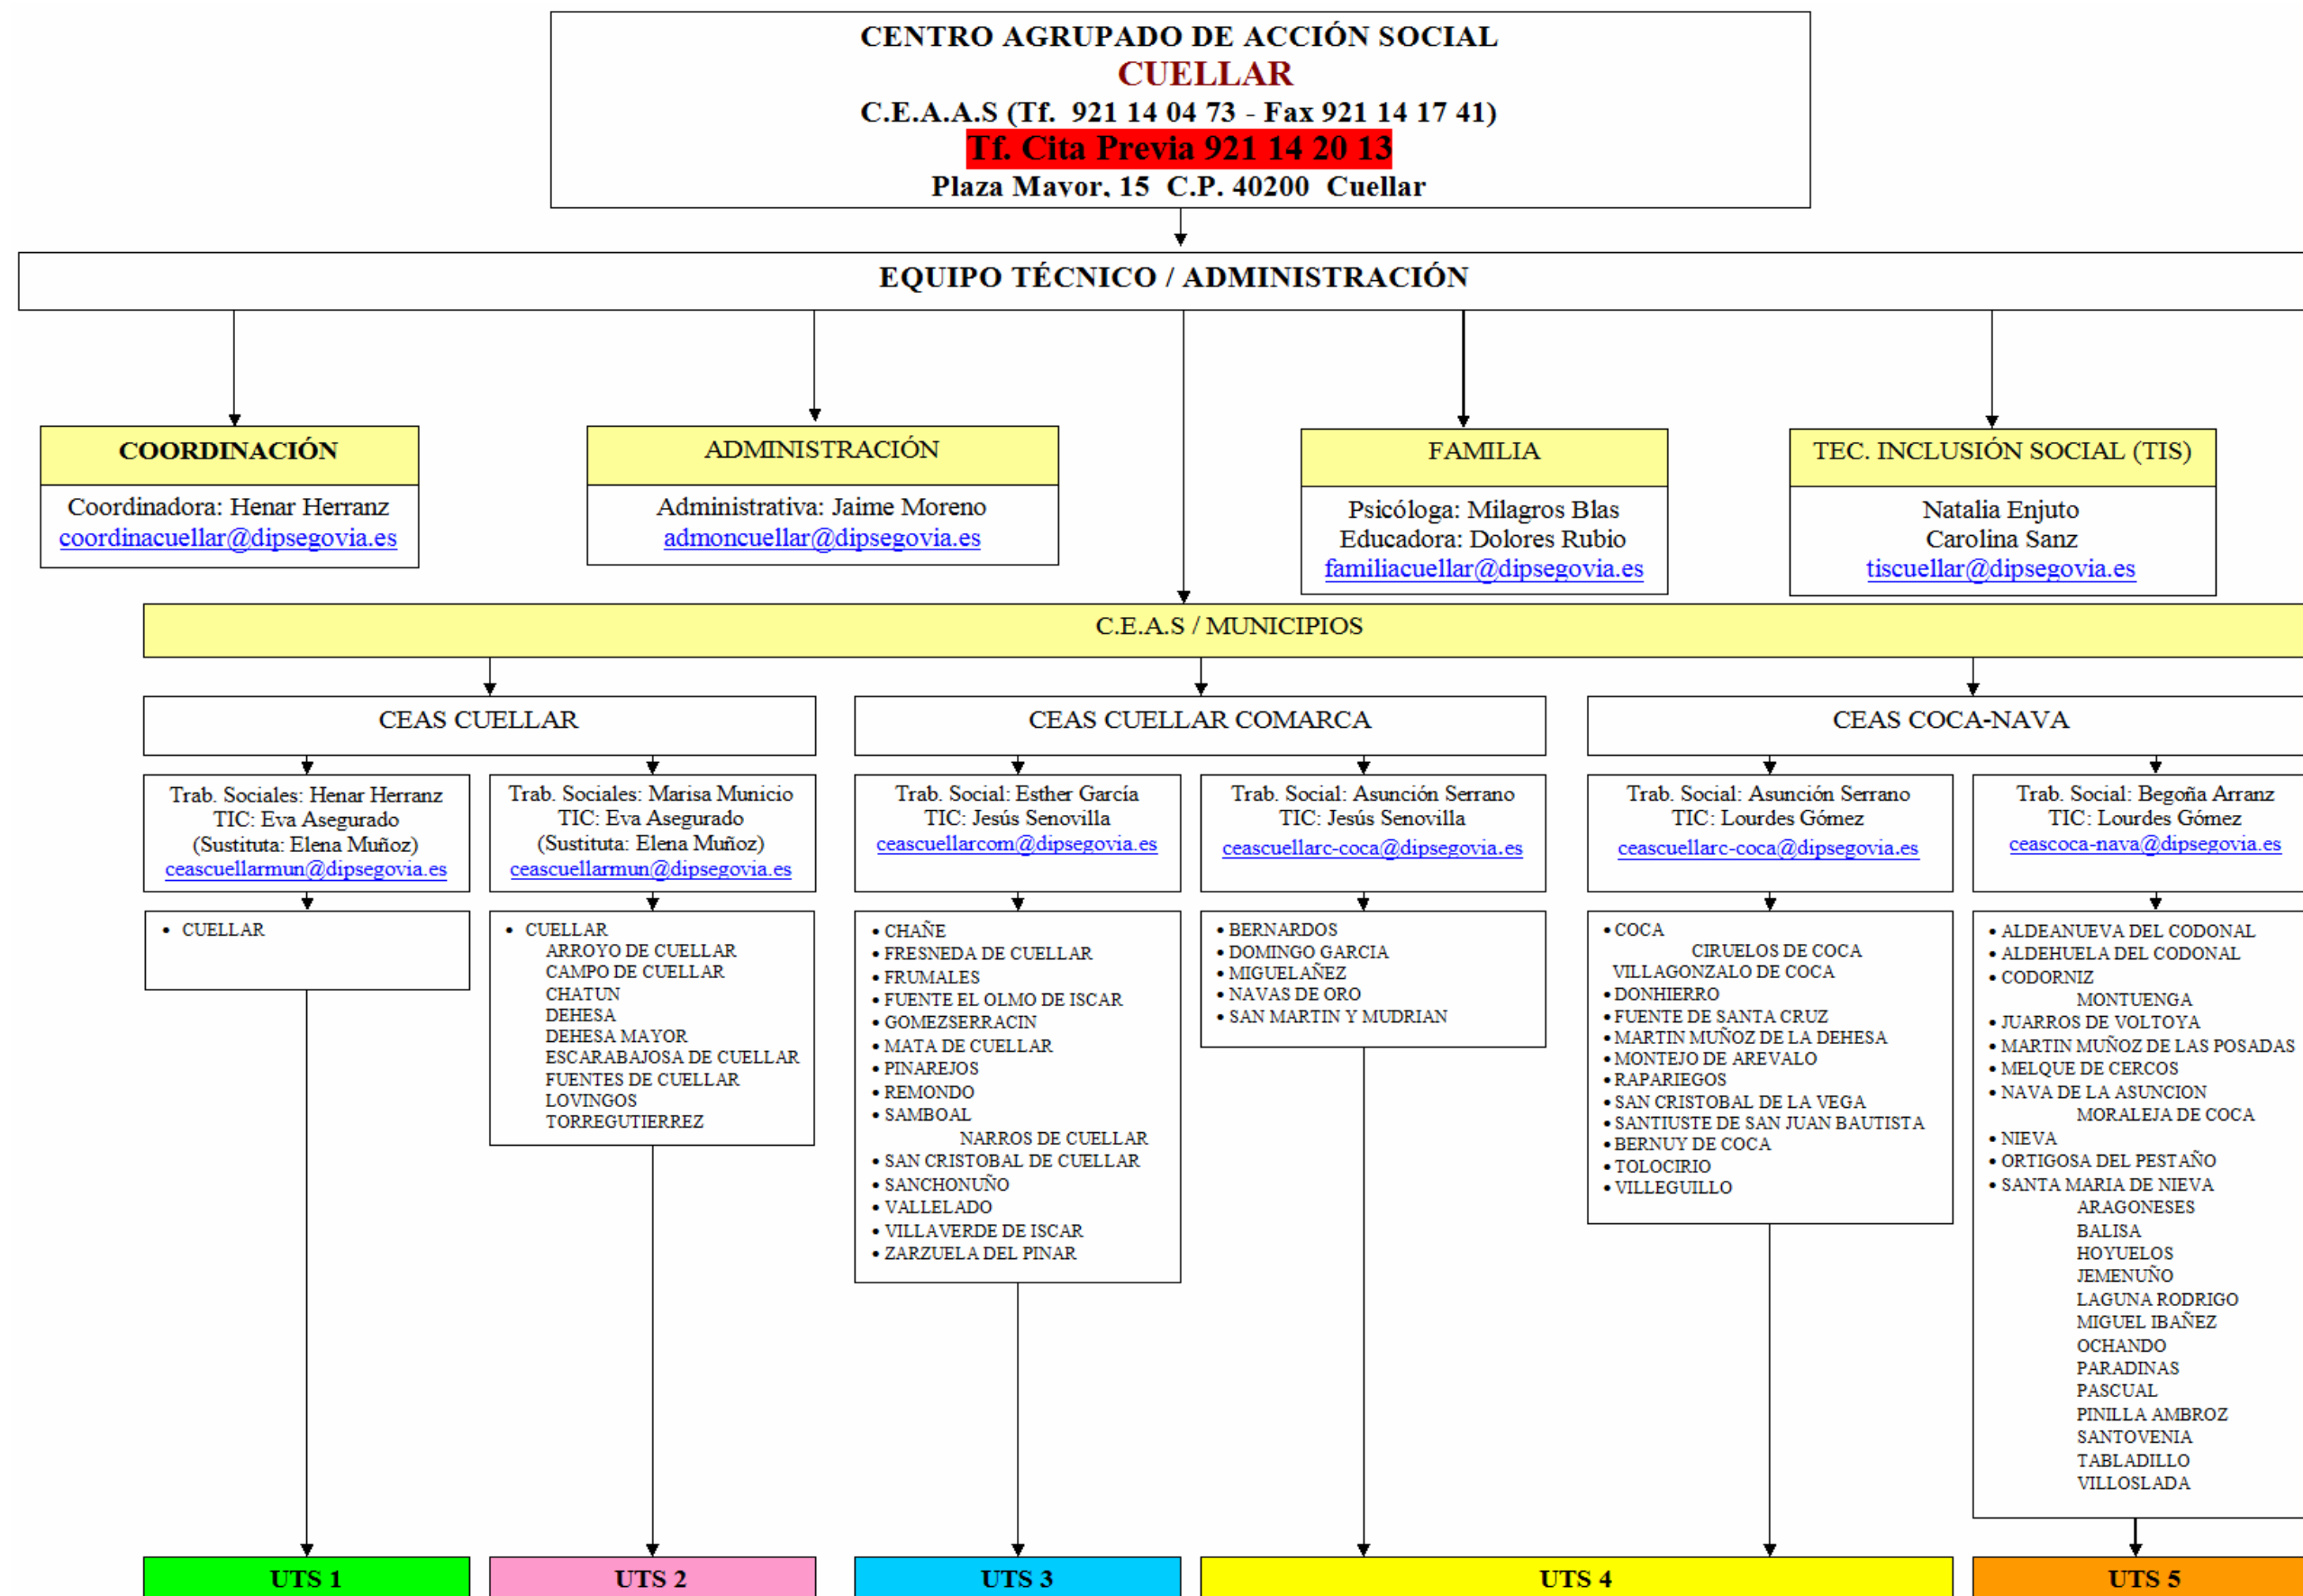 CENTRO AGRUPADO DE ACCIÓN SOCIAL
CUELLAR
C.E.A.A.S (Tf. 921 14 04 73 - Fax 921 14 17 41)
Tf. Cita Previa 921 14 20 13
Plaza Mayor, 15 C.P. 40200 Cuellar
EQUIPO TÉCNICO / ADMINISTRACIÓN
COORDINACIÓN
Coordinadora: Henar Herranz
coordinacuellar@dipsegovia.es
ADMINISTRACIÓN
Administrativa: Jaime Moreno
admoncuellar@dipsegovia.es
FAMILIA
Psicóloga: Milagros Blas
Educadora: Dolores Rubio
familiacuellar@dipsegovia.es
TEC. INCLUSIÓN SOCIAL (TIS)
Natalia Enjuto
Carolina Sanz
tiscuellar@dipsegovia.es
C.E.A.S / MUNICIPIOS
CEAS CUELLAR
Trab. Sociales: Henar Herranz
TIC: Eva Asegurado
(Sustituta: Elena Muñoz)
ceascuellarmun@dipsegovia.es
• CUELLAR
Trab. Sociales: Marisa Municio
TIC: Eva Asegurado
(Sustituta: Elena Muñoz)
ceascuellarmun@dipsegovia.es
• CUELLAR
ARROYO DE CUELLAR
CAMPO DE CUELLAR
CHATUN
DEHESA
DEHESA MAYOR
ESCARABAJOSA DE CUELLAR
FUENTES DE CUELLAR
LOVINGOS
TORREGUTIERREZ
CEAS CUELLAR COMARCA
Trab. Social: Esther García
TIC: Jesús Senovilla
ceascuellarcom@dipsegovia.es
• CHAÑE
• FRESNEDA DE CUELLAR
• FRUMALES
• FUENTE EL OLMO DE ISCAR
• GOMEZSERRACIN
• MATA DE CUELLAR
• PINAREJOS
• REMONDO
• SAMBOAL
NARROS DE CUELLAR
• SAN CRISTOBAL DE CUELLAR
• SANCHONUÑO
• VALLELADO
• VILLAVERDE DE ISCAR
• ZARZUELA DEL PINAR
Trab. Social: Asunción Serrano
TIC: Jesús Senovilla
ceascuellarc-coca@dipsegovia.es
• BERNARDOS
• DOMINGO GARCIA
• MIGUELAÑEZ
• NAVAS DE ORO
• SAN MARTIN Y MUDRIAN
CEAS COCA-NAVA
Trab. Social: Asunción Serrano
TIC: Lourdes Gómez
ceascuellarc-coca@dipsegovia.es
• COCA
CIRUELOS DE COCA
VILLAGONZALO DE COCA
• DONHIERRO
• FUENTE DE SANTA CRUZ
• MARTIN MUÑOZ DE LA DEHESA
• MONTEJO DE AREVALO
• RAPARIEGOS
• SAN CRISTOBAL DE LA VEGA
• SANTIUSTE DE SAN JUAN BAUTISTA
• BERNUY DE COCA
• TOLOCIRIO
• VILLEGUILLO
Trab. Social: Begoña Arranz
TIC: Lourdes Gómez
ceascoca-nava@dipsegovia.es
• ALDEANUEVA DEL CODONAL
• ALDEHUELA DEL CODONAL
• CODORNIZ
MONTUENGA
• JUARROS DE VOLTOYA
• MARTIN MUÑOZ DE LAS POSADAS
• MELQUE DE CERCOS
• NAVA DE LA ASUNCION
MORALEJA DE COCA
• NIEVA
• ORTIGOSA DEL PESTAÑO
• SANTA MARIA DE NIEVA
ARAGONESES
BALISA
HOYUELOS
JEMENUÑO
LAGUNA RODRIGO
MIGUEL IBAÑEZ
OCHANDO
PARADINAS
PASCUAL
PINILLA AMBROZ
SANTOVENIA
TABLADILLO
VILLOSLADA
UTS 1
UTS 2
UTS 3
UTS 4
UTS 5